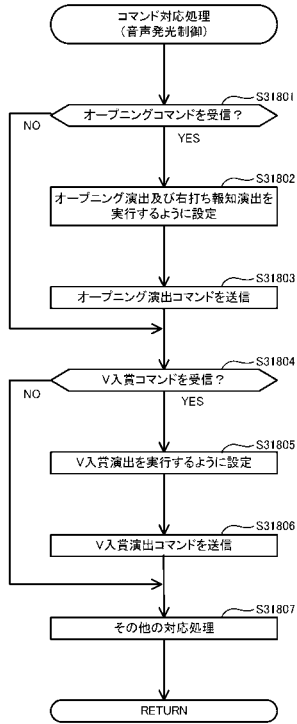 コマンド対応処理
(音声発光制御)
S31801
オープニングコマンドを受信？
NO
YES
S31802
オープニング演出及び右打ち報知演出を
実行するように設定
S31803
オープニング演出コマンドを送信
S31804
V入賞コマンドを受信？
NO
YES
S31805
V入賞演出を実行するように設定
S31806
V入賞演出コマンドを送信
S31807
その他の対応処理
RETURN